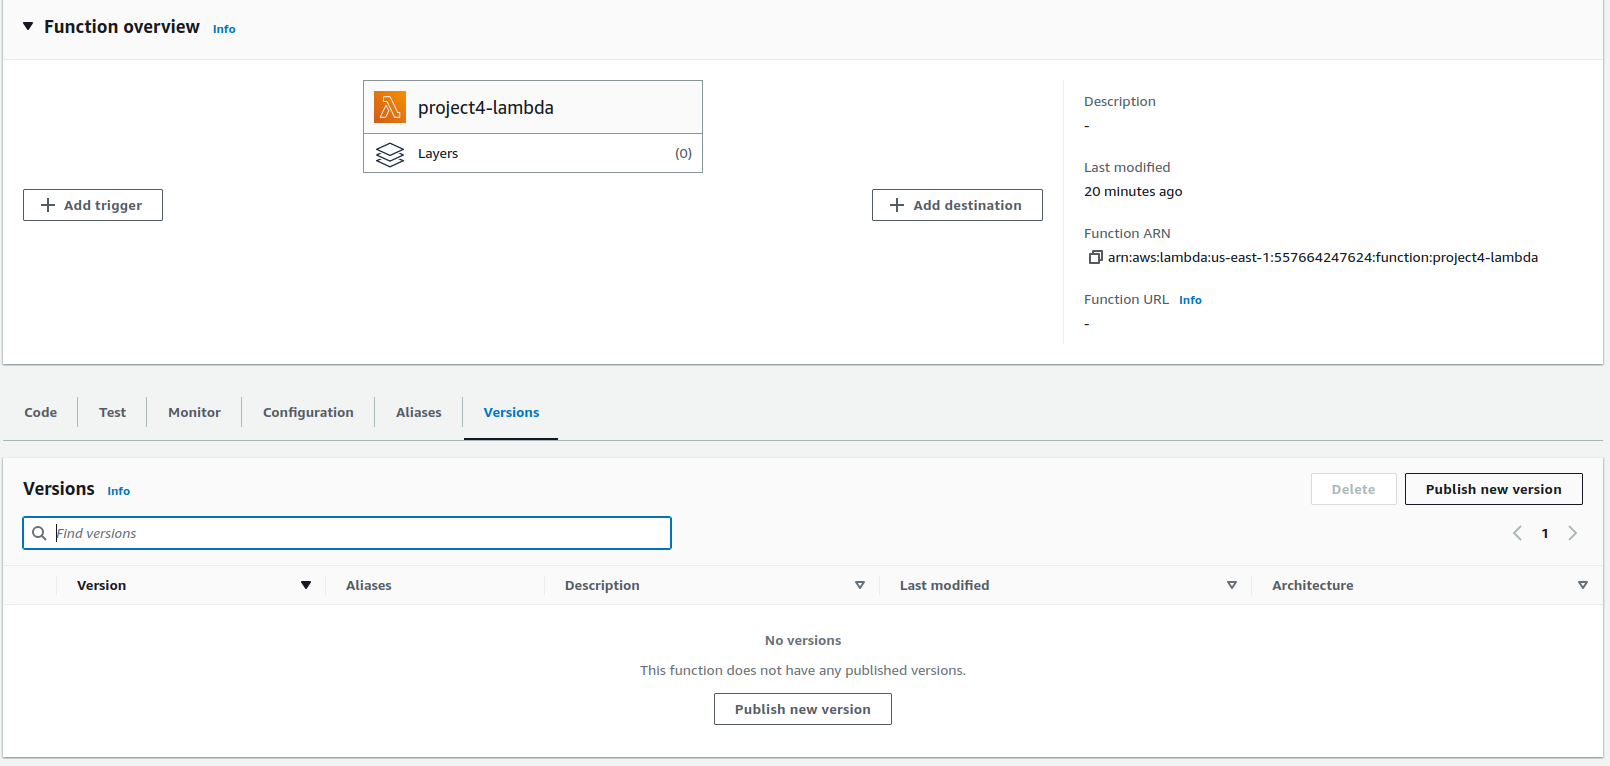 Function overview Info
project4-lambda
Layers (0)
Add trigger
Add destination
Description
-
Last modified
20 minutes ago
Function ARN
arn:aws:lambda:us-east-1:557664247624:function:project4-lambda
Function URL Info
-
Code Test Monitor Configuration Aliases Versions
Versions Info
Delete Publish new version
Find versions
1
Version Aliases Description Last modified Architecture
No versions
This function does not have any published versions.
Publish new version